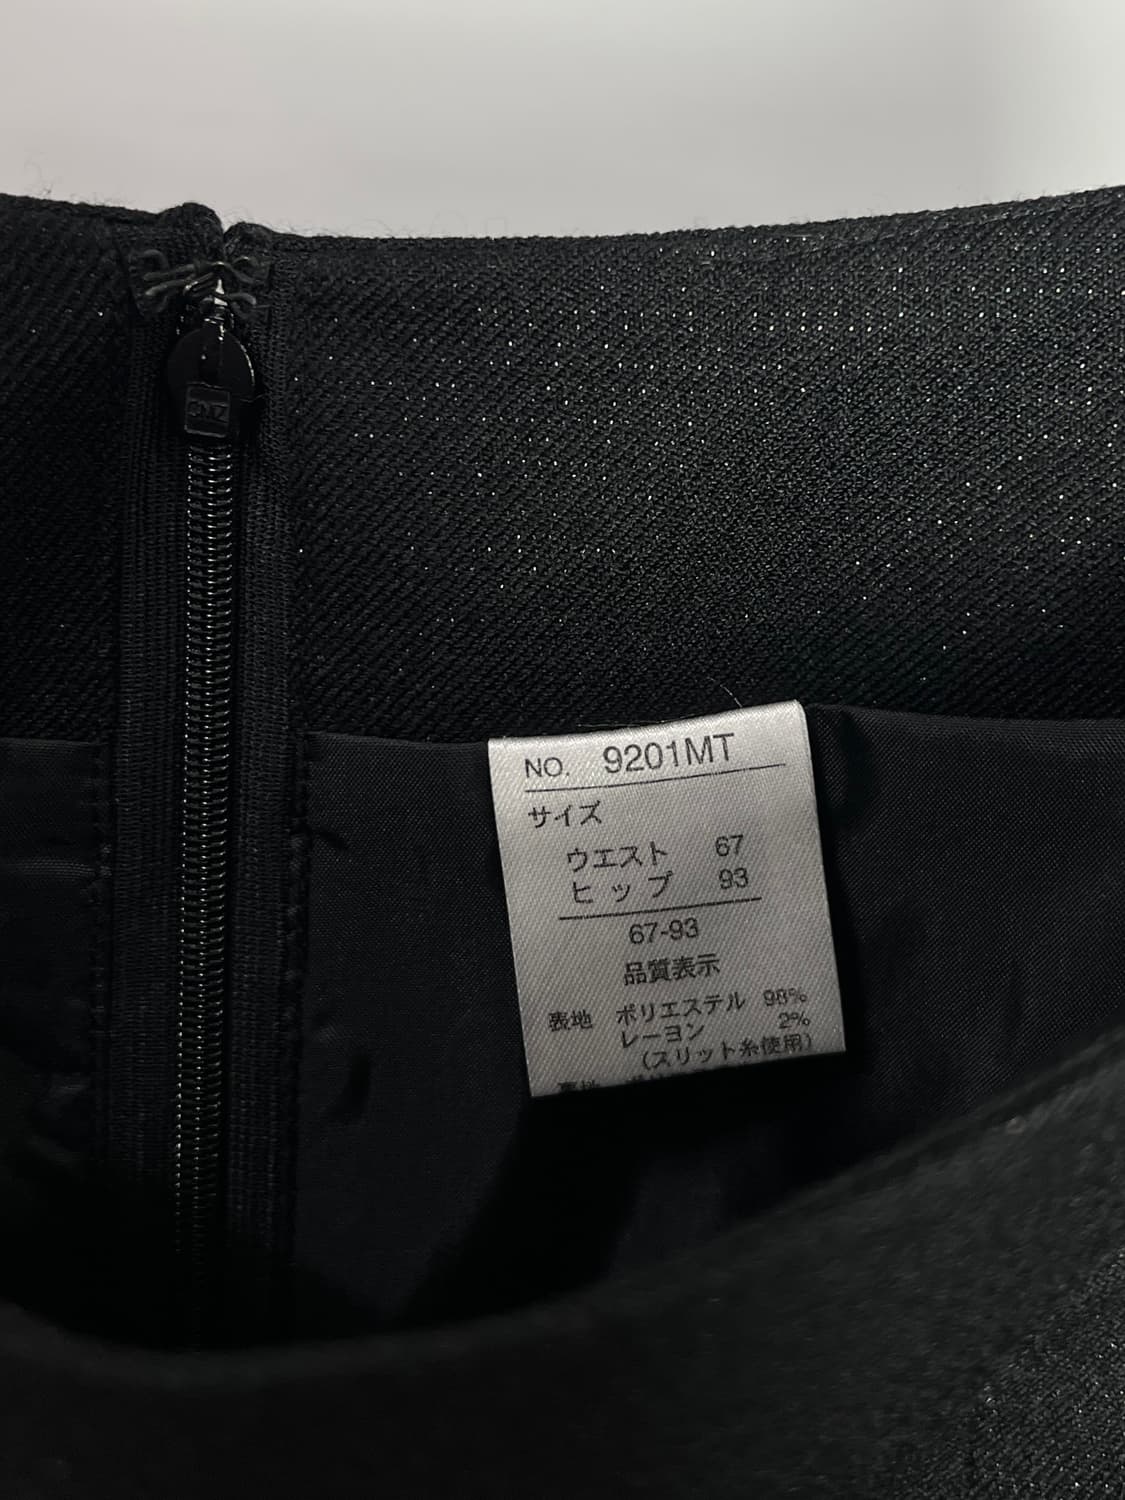 NO. 9201MT
サイズ
ウエスト 67
ヒップ 93
67-93
品質表示
表地 ポリエステル 98%
レーヨン 2%
(スリット糸使用)
裏地